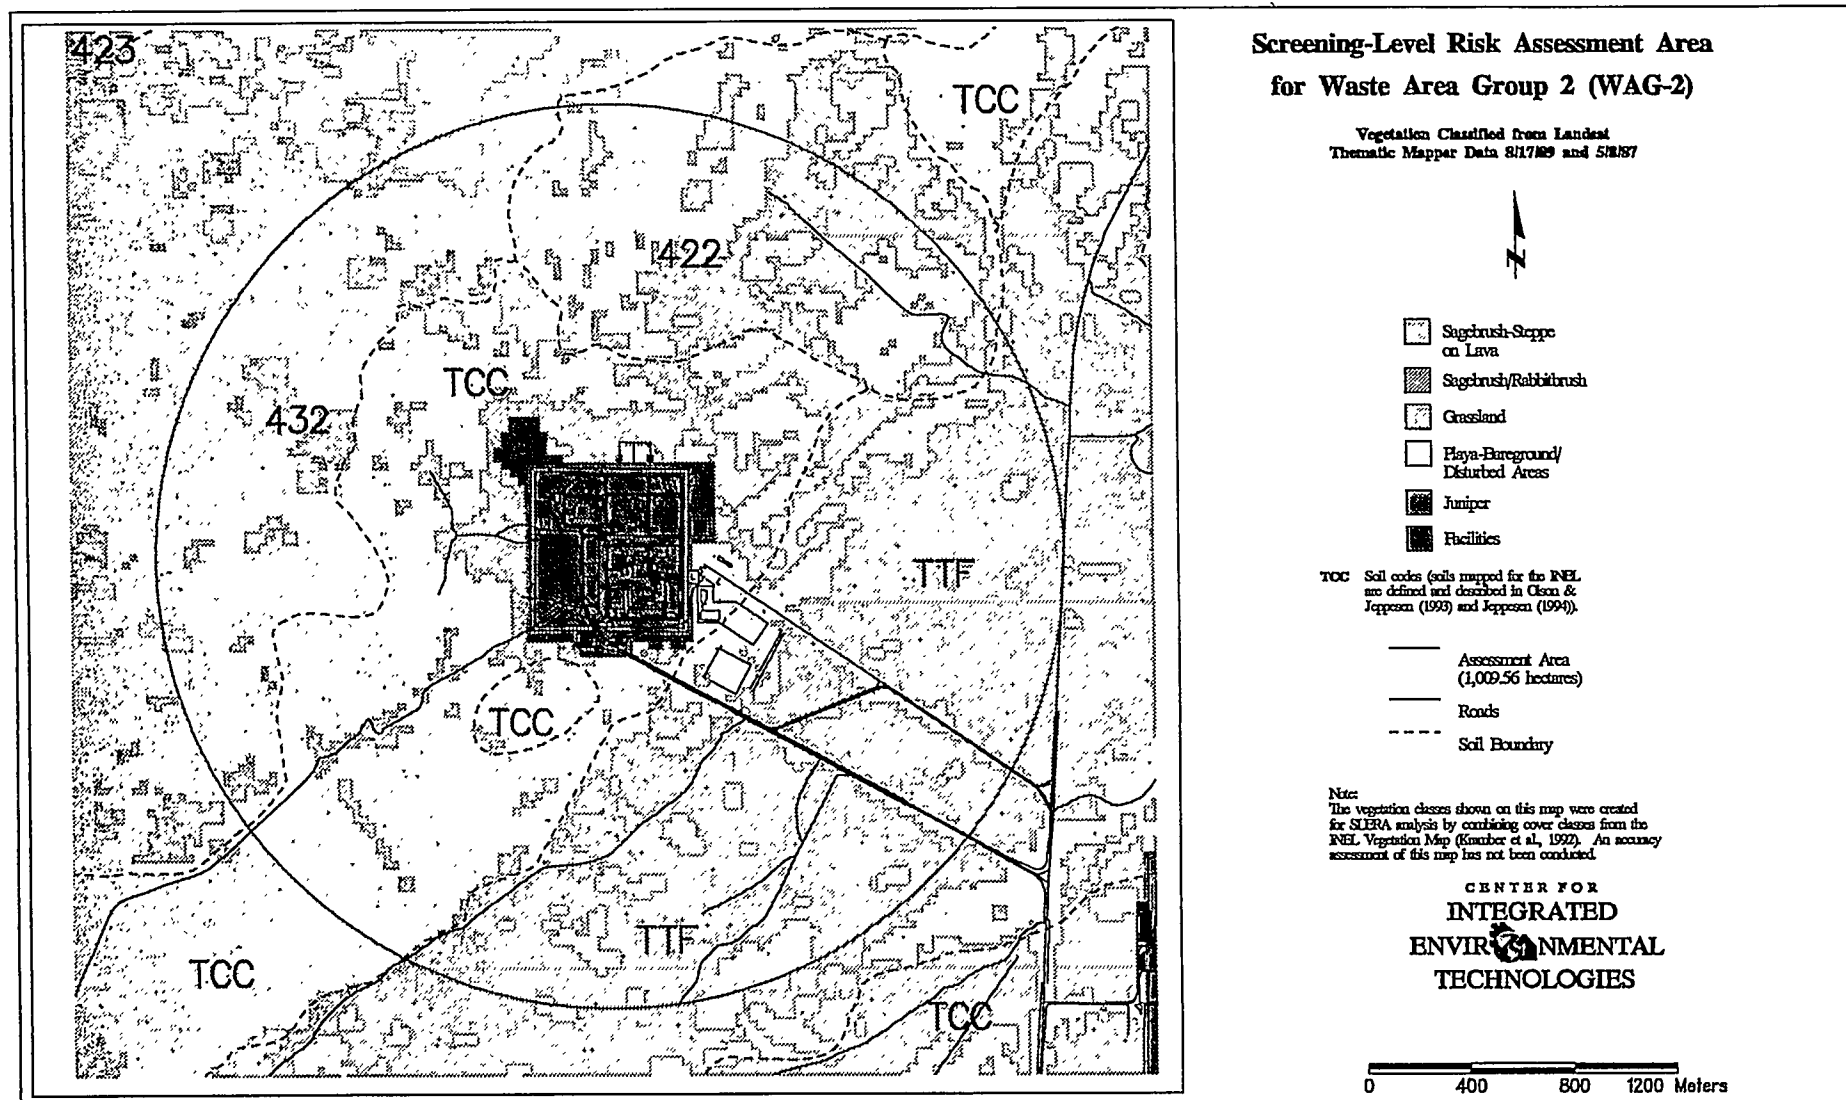 423
TCC
422
TCC
432
TTF
TCC
TTF
TCC
TCC
Screening-Level Risk Assessment Area
for Waste Area Group 2 (WAG-2)
Vegetation Classified from Landsat
Thematic Mapper Data 8/17/89 and 5/8/87
N
Sagebrush-Steppe
on Lava
Sagebrush/Rabbitbrush
Grassland
Playa-Bareground/
Disturbed Areas
Juniper
Facilities
TCC Soil codes (soils mapped for the INEL
are defined and described in Olson &
Jeppesen (1993) and Jeppesen (1994)).
Assessment Area
(1,009.56 hectares)
Roads
Soil Boundary
Note:
The vegetation classes shown on this map were created
for SLERA analysis by combining cover classes from the
INEL Vegetation Map (Kramber et al., 1992). An accuracy
assessment of this map has not been conducted.
CENTER FOR
INTEGRATED
ENVIRONMENTAL
TECHNOLOGIES
0 400 800 1200 Meters